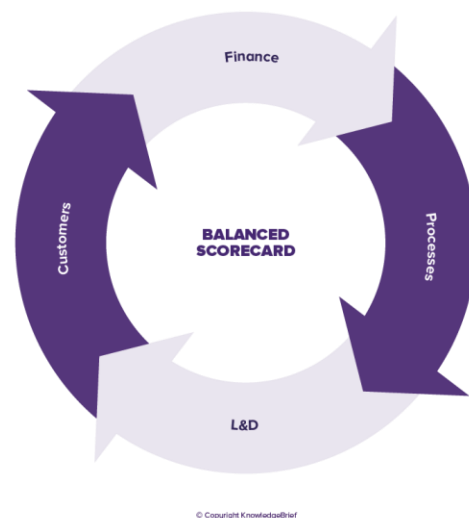 Finance
Customers
BALANCED
SCORECARD
Processes
L&D
© Copyright KnowledgeBrief